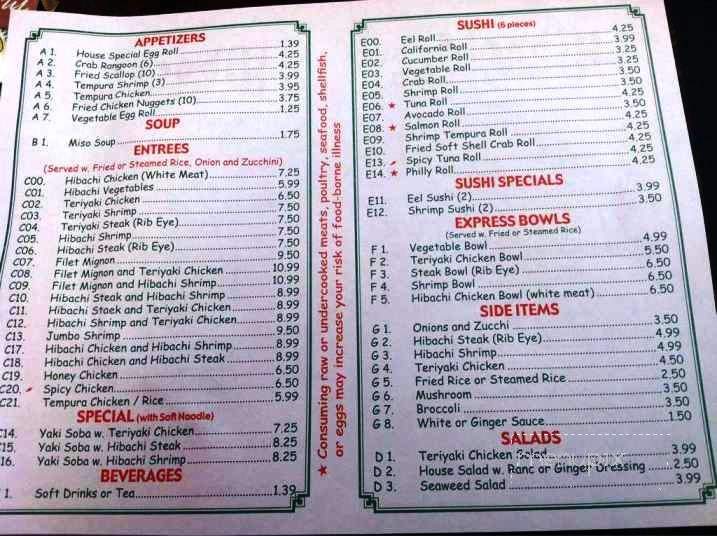 APPETIZERS
A 1. House Special Egg Roll 1.39
A 2. Crab Rangoon (6) 4.25
A 3. Fried Scallop (10) 4.25
A 4. Tempura Shrimp (3) 3.99
A 5. Tempura Chicken 3.95
A 6. Fried Chicken Nuggets (10) 3.75
A 7. Vegetable Egg Roll 1.25
SOUP
B 1. Miso Soup 1.75
ENTREES
(Served w. Fried or Steamed Rice, Onion and Zucchini)
C00. Hibachi Chicken (White Meat) 7.25
C01. Hibachi Vegetables 5.99
C02. Teriyaki Chicken 6.50
C03. Teriyaki Shrimp 7.50
C04. Teriyaki Steak (Rib Eye) 7.50
C05. Hibachi Shrimp 7.50
C06. Hibachi Steak (Rib Eye) 7.50
C07. Filet Mignon 9.50
C08. Filet Mignon and Teriyaki Chicken 10.99
C09. Filet Mignon and Hibachi Shrimp 10.99
C10. Hibachi Steak and Hibachi Shrimp 8.99
C11. Hibachi Staek and Teriyaki Chicken 8.99
C12. Hibachi Shrimp and Teriyaki Chicken 8.99
C13. Jumbo Shrimp 9.50
C17. Hibachi Chicken and Hibachi Shrimp 8.99
C18. Hibachi Chicken and Hibachi Steak 8.99
C19. Honey Chicken 6.50
C20. Spicy Chicken 6.50
C21. Tempura Chicken / Rice 5.99
SPECIAL (with Soft Noodle)
C14. Yaki Soba w. Teriyaki Chicken 7.25
C15. Yaki Soba w. Hibachi Steak 8.25
16. Yaki Soba w. Hibachi Shrimp 8.25
BEVERAGES
1. Soft Drinks or Tea 1.39
★ Consuming raw or undercooked meats, poultry, seafood, shellfish,
or eggs may increase your risk of food-borne illness
SUSHI (6 pieces)
E00. Eel Roll 4.25
E01. California Roll 3.99
E02. Cucumber Roll 3.25
E03. Vegetable Roll 3.25
E04. Crab Roll 3.50
E05. Shrimp Roll 3.50
E06. ★ Tuna Roll 4.25
E07. Avocado Roll 3.50
E08. ★ Salmon Roll 4.25
E09. Shrimp Tempura Roll 4.25
E10. Fried Soft Shell Crab Roll 4.25
E13. Spicy Tuna Roll 4.25
E14. ★ Philly Roll 4.25
SUSHI SPECIALS
E11. Eel Sushi (2) 3.99
E12. Shrimp Sushi (2) 3.50
EXPRESS BOWLS
(Served w. Fried or Steamed Rice)
F 1. Vegetable Bowl 4.99
F 2. Teriyaki Chicken Bowl 5.50
F 3. Steak Bowl (Rib Eye) 6.50
F 4. Shrimp Bowl 6.50
F 5. Hibachi Chicken Bowl (white meat) 6.50
SIDE ITEMS
G 1. Onions and Zucchi 3.50
G 2. Hibachi Steak (Rib Eye) 4.99
G 3. Hibachi Shrimp 4.99
G 4. Teriyaki Chicken 4.50
G 5. Fried Rice or Steamed Rice 2.50
G 6. Mushroom 3.50
G 7. Broccoli 3.50
G 8. White or Ginger Sauce 1.50
SALADS
D 1. Teriyaki Chicken Salad 3.99
D 2. House Salad w. Ranc or Ginger Dressing 2.50
D 3. Seaweed Salad 3.99